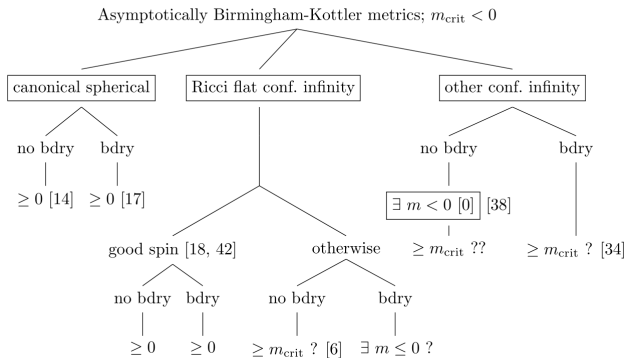 Asymptotically Birmingham-Kottler metrics; m_crit < 0
canonical spherical Ricci flat conf. infinity other conf. infinity
no bdry bdry no bdry bdry
≥ 0 [14] ≥ 0 [17] ∃ m < 0 [0] [38]
good spin [18, 42] otherwise ≥ m_crit ?? ≥ m_crit ? [34]
no bdry bdry no bdry bdry
≥ 0 ≥ 0 ≥ m_crit ? [6] ∃ m ≤ 0 ?